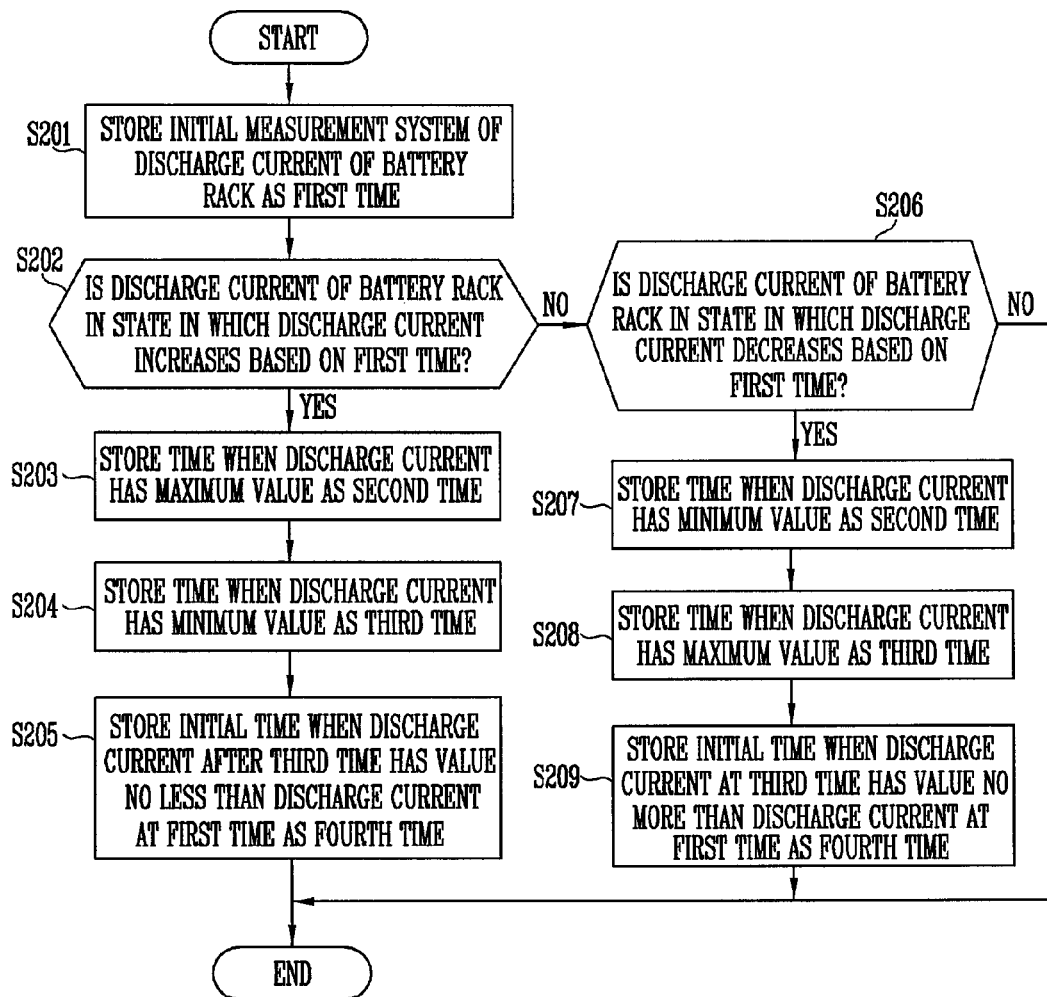 START
S201
STORE INITIAL MEASUREMENT SYSTEM OF
DISCHARGE CURRENT OF BATTERY
RACK AS FIRST TIME
S202
IS DISCHARGE CURRENT OF BATTERY RACK
IN STATE IN WHICH DISCHARGE CURRENT
INCREASES BASED ON FIRST TIME?
NO
YES
S203
STORE TIME WHEN DISCHARGE CURRENT
HAS MAXIMUM VALUE AS SECOND TIME
S204
STORE TIME WHEN DISCHARGE CURRENT
HAS MINIMUM VALUE AS THIRD TIME
S205
STORE INITIAL TIME WHEN DISCHARGE
CURRENT AFTER THIRD TIME HAS VALUE
NO LESS THAN DISCHARGE CURRENT
AT FIRST TIME AS FOURTH TIME
S206
IS DISCHARGE CURRENT OF BATTERY
RACK IN STATE IN WHICH DISCHARGE
CURRENT DECREASES BASED ON
FIRST TIME?
NO
YES
S207
STORE TIME WHEN DISCHARGE CURRENT
HAS MINIMUM VALUE AS SECOND TIME
S208
STORE TIME WHEN DISCHARGE CURRENT
HAS MAXIMUM VALUE AS THIRD TIME
S209
STORE INITIAL TIME WHEN DISCHARGE
CURRENT AT THIRD TIME HAS VALUE NO
MORE THAN DISCHARGE CURRENT AT
FIRST TIME AS FOURTH TIME
END